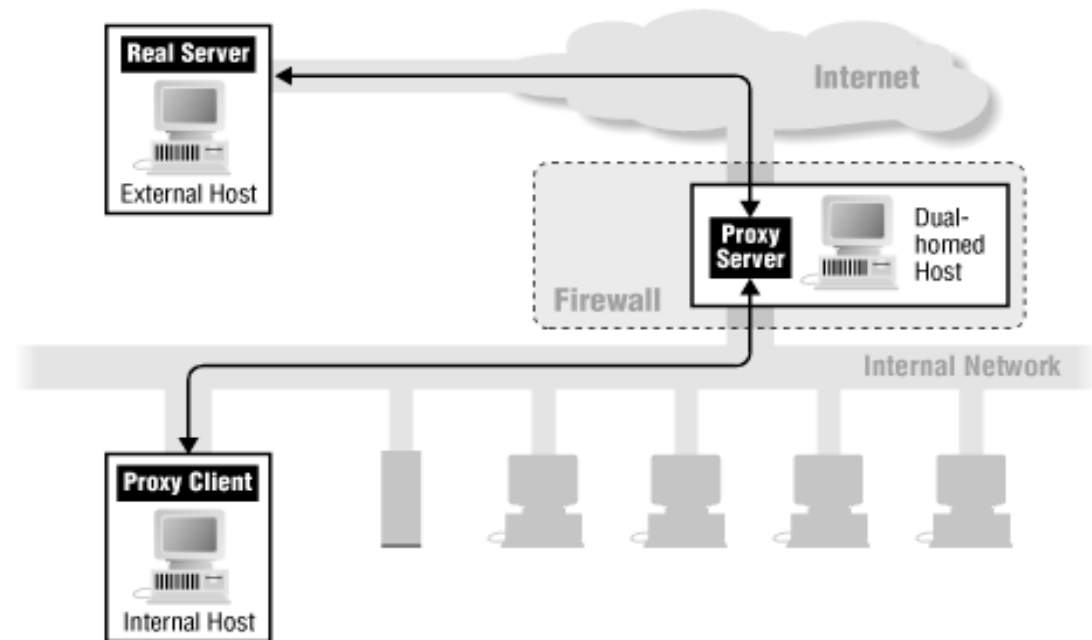 Real Server
External Host
Internet
Proxy
Server
Dual-
homed
Host
Firewall
Internal Network
Proxy Client
Internal Host